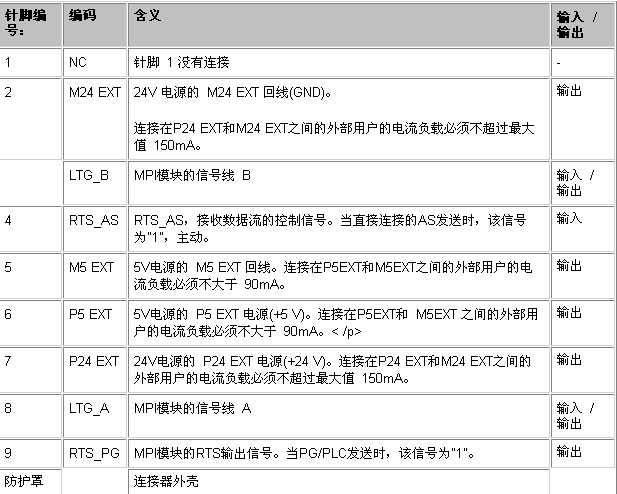 针脚编号： 编码 含义 输入 / 输出
1 NC 针脚 1 没有连接 -
2 M24 EXT 24V 电源的 M24 EXT 回线(GND)。 输出
连接在P24 EXT和M24 EXT之间的外部用户的电流负载必须不超过最大
值 150mA。
LTG_B MPI模块的信号线 B 输入 / 输出
4 RTS_AS RTS_AS，接收数据流的控制信号。当直接连接的AS发送时，该信号 输入
为"1"，主动。
5 M5 EXT 5V电源的 M5 EXT 回线。连接在P5EXT和M5EXT之间的外部用户的电 输出
流负载必须不大于 90mA。
6 P5 EXT 5V电源的 P5 EXT 电源(+5 V)。连接在P5EXT和 M5EXT 之间的外部用 输出
户的电流负载必须不大于 90mA。< /p>
7 P24 EXT 24V电源的 P24 EXT 电源(+24 V)。连接在P24 EXT和M24 EXT之间的 输出
外部用户的电流负载必须不超过最大值 150mA。
8 LTG_A MPI模块的信号线 A 输入 / 输出
9 RTS_PG MPI模块的RTS输出信号。当PG/PLC发送时，该信号为"1"。 输出
防护罩 连接器外壳